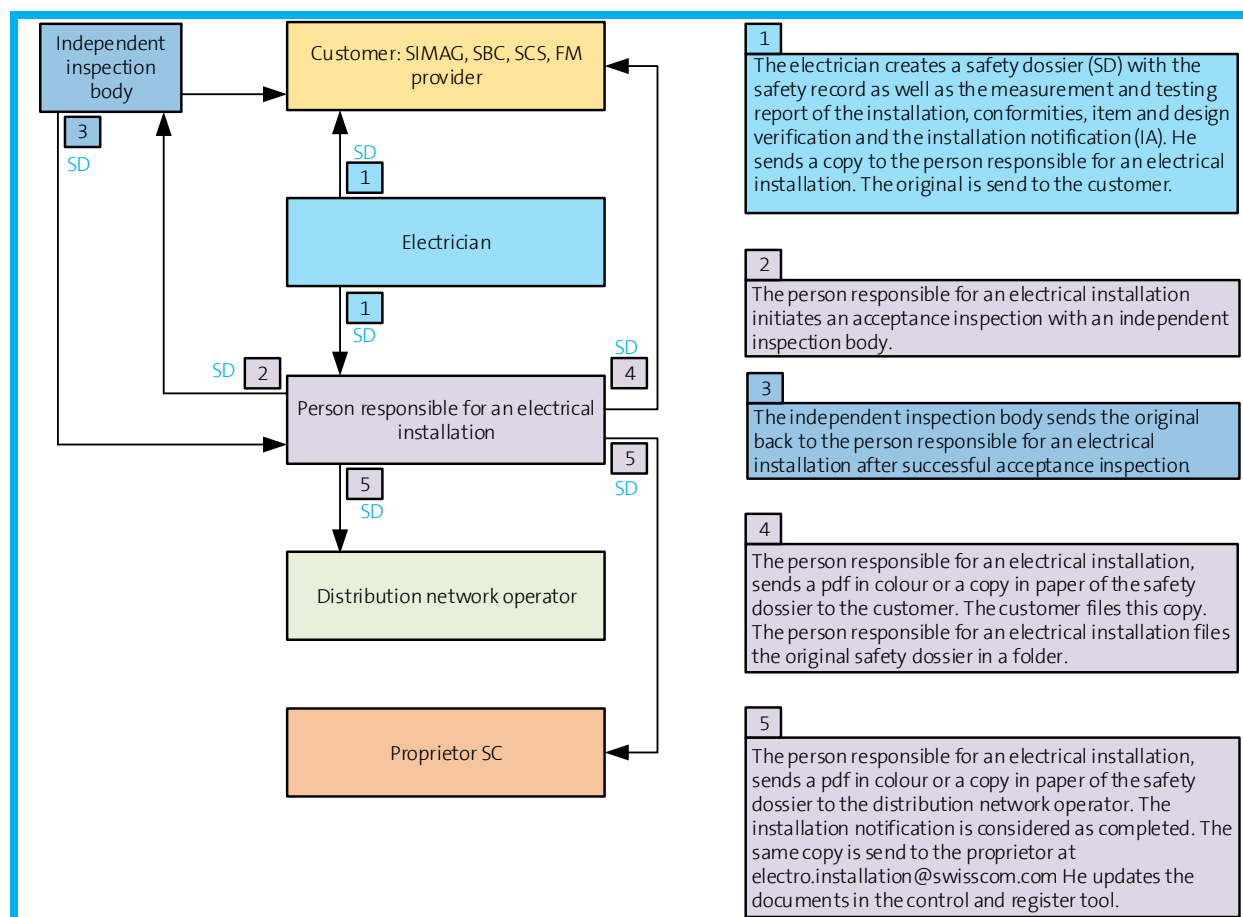 Independent
inspection
body
Customer: SIMAG, SBC, SCS, FM
provider
3
SD
SD
1
Electrician
1
SD
SD
2
SD
4
Person responsible for an electrical
installation
5
SD
5
SD
Distribution network operator
Proprietor SC
1
The electrician creates a safety dossier (SD) with the
safety record as well as the measurement and testing
report of the installation, conformities, item and design
verification and the installation notification (IA). He
sends a copy to the person responsible for an electrical
installation. The original is send to the customer.
2
The person responsible for an electrical installation
initiates an acceptance inspection with an independent
inspection body.
3
The independent inspection body sends the original
back to the person responsible for an electrical
installation after successful acceptance inspection.
4
The person responsible for an electrical installation,
sends a pdf in colour or a copy in paper of the safety
dossier to the customer. The customer files this copy.
The person responsible for an electrical installation files
the original safety dossier in a folder.
5
The person responsible for an electrical installation,
sends a pdf in colour or a copy in paper of the safety
dossier to the distribution network operator. The
installation notification is considered as completed. The
same copy is send to the proprietor at
electro.installation@swisscom.com He updates the
documents in the control and register tool.